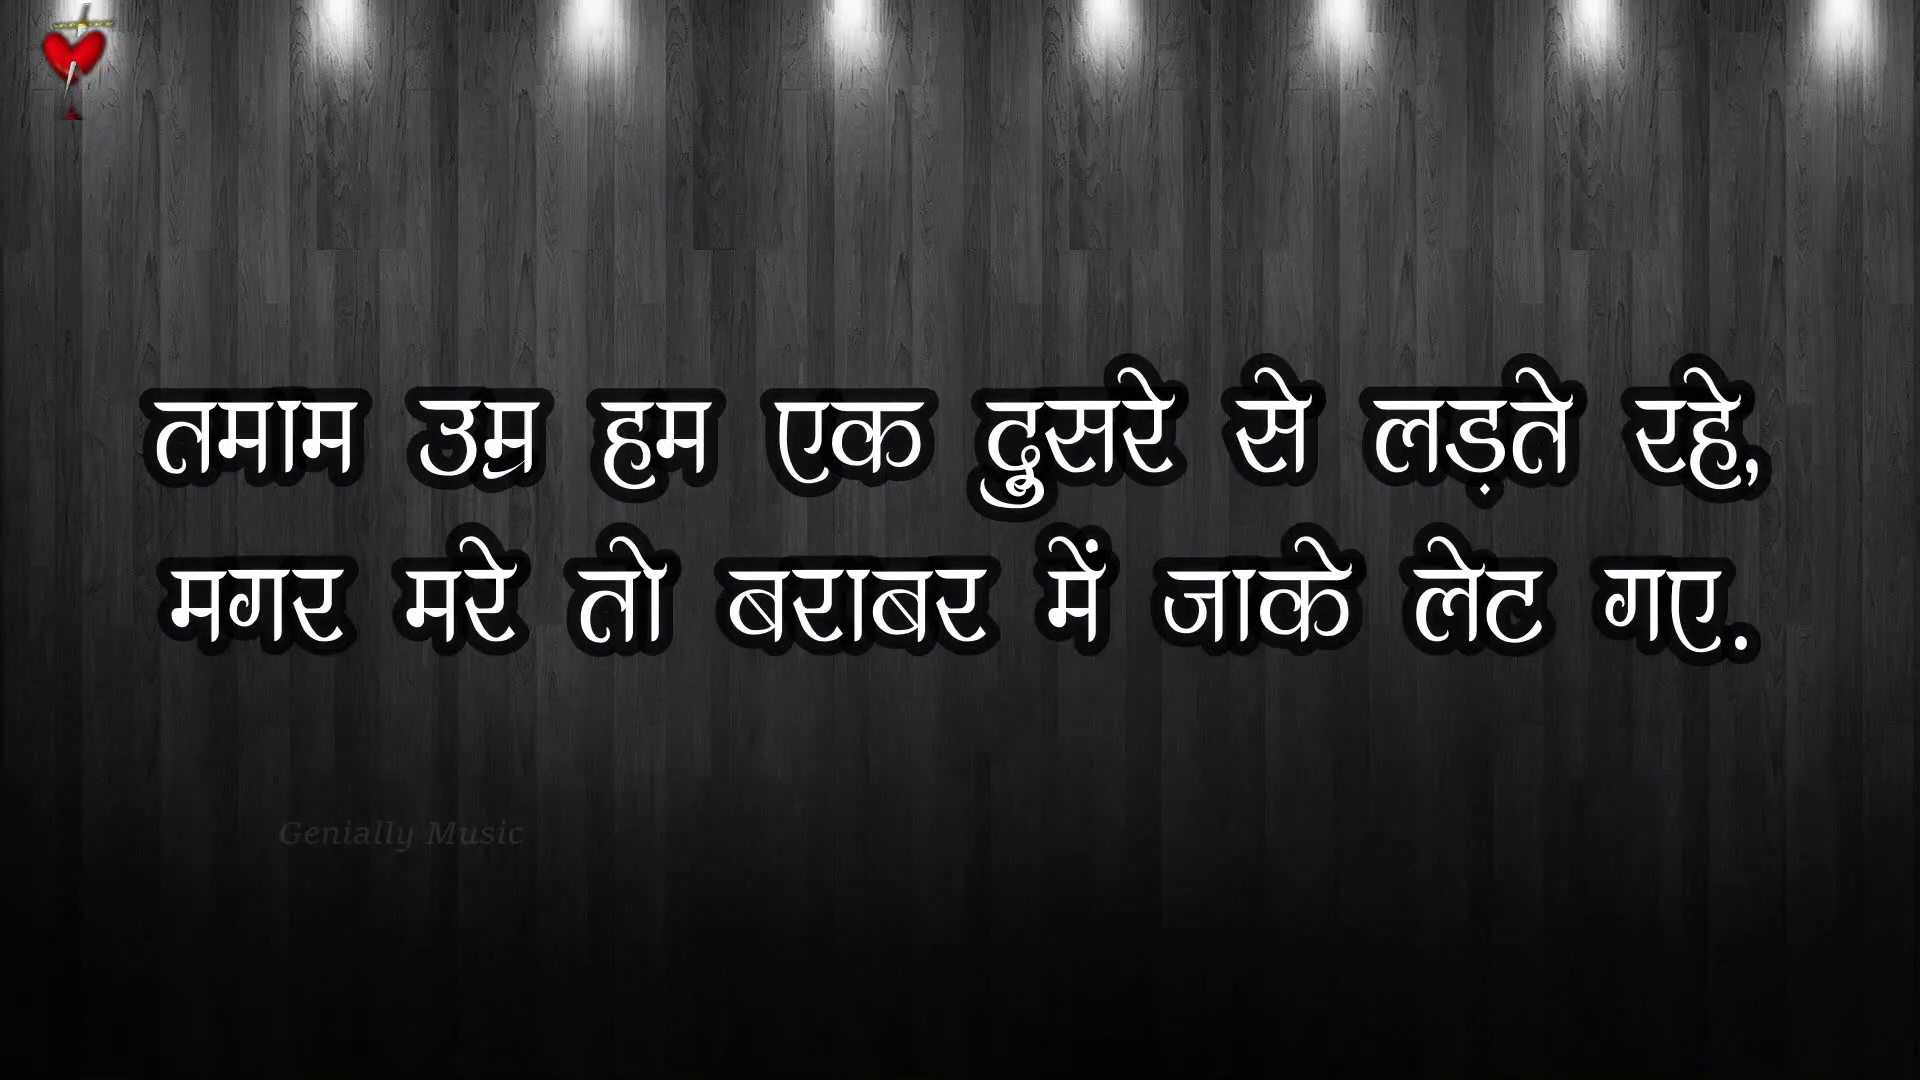 तमाम उम्र हम एक दुसरे से लड़ते रहे,
मगर मरे तो बराबर में जाके लेट गए.
Genially Music